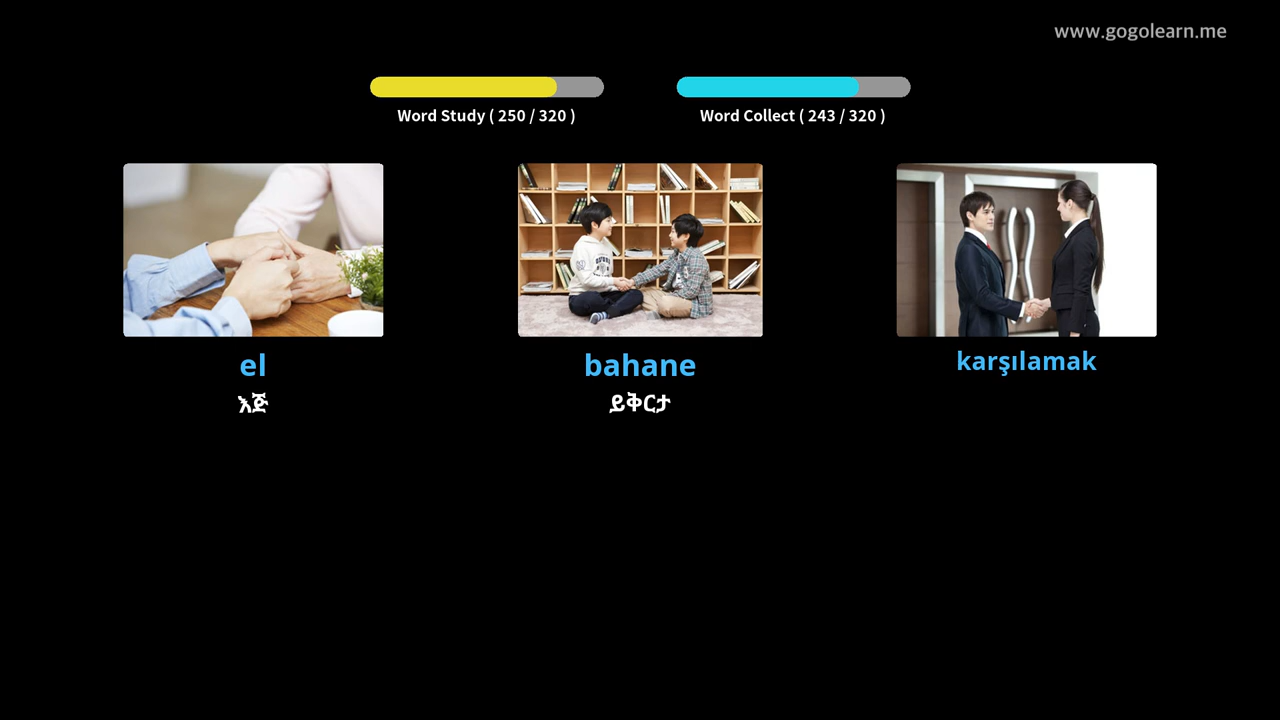 www.gogolearn.me
Word Study ( 250 / 320 )
Word Collect ( 243 / 320 )
el
bahane
karşılamak
እጅ
ይቅርታ